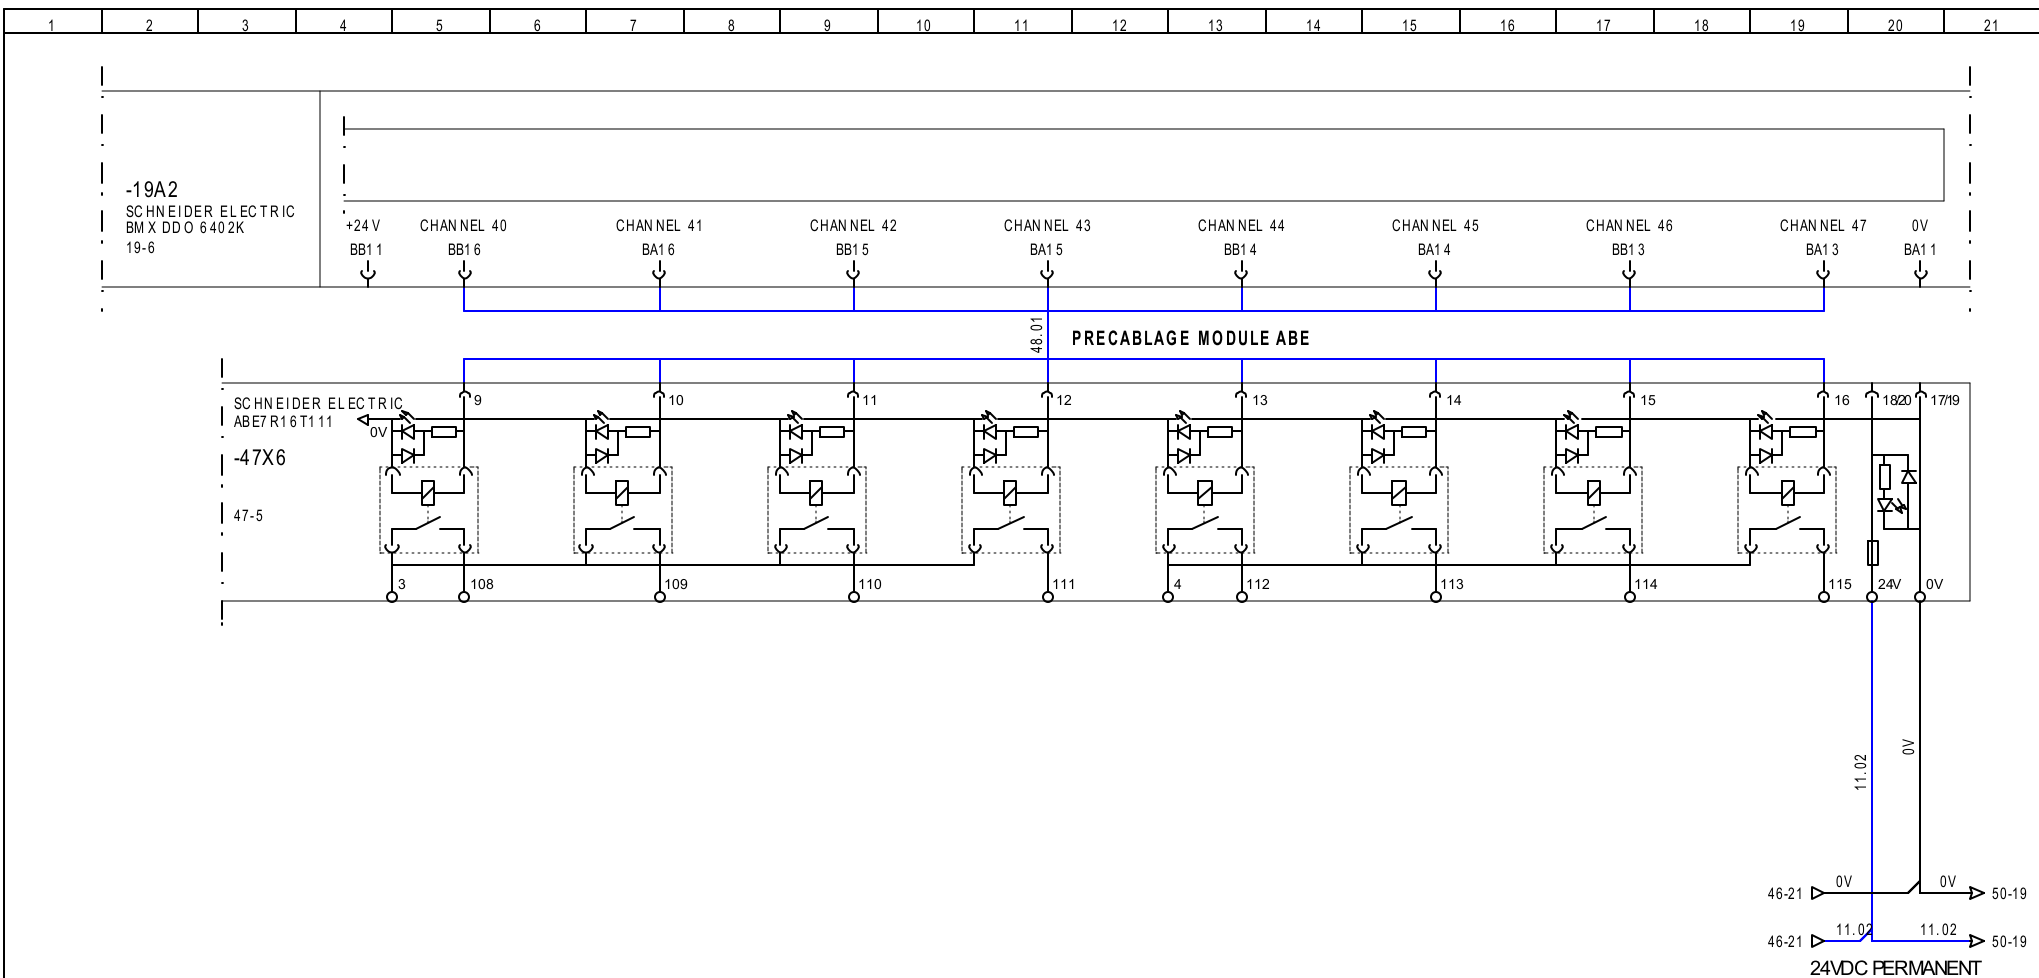 1 2 3 4 5 6 7 8 9 10 11 12 13 14 15 16 17 18 19 20 21
-19A2
SCHNEIDER ELECTRIC
BMX DDO 6402K
19-6
+24V CHANNEL 40 CHANNEL 41 CHANNEL 42 CHANNEL 43 CHANNEL 44 CHANNEL 45 CHANNEL 46 CHANNEL 47 0V
BB11 BB16 BA16 BB15 BA15 BB14 BA14 BB13 BA13 BA11
48.01
PRECABLAGE MODULE ABE
SCHNEIDER ELECTRIC
ABE7R16T111
-47X6
47-5
9 10 11 12 13 14 15 16 18/20 17/19
0V
3 108 109 110 111 4 112 113 114 115 24V 0V
11.02
0V
46-21 0V 0V 50-19
46-21 11.02 11.02 50-19
24VDC PERMANENT